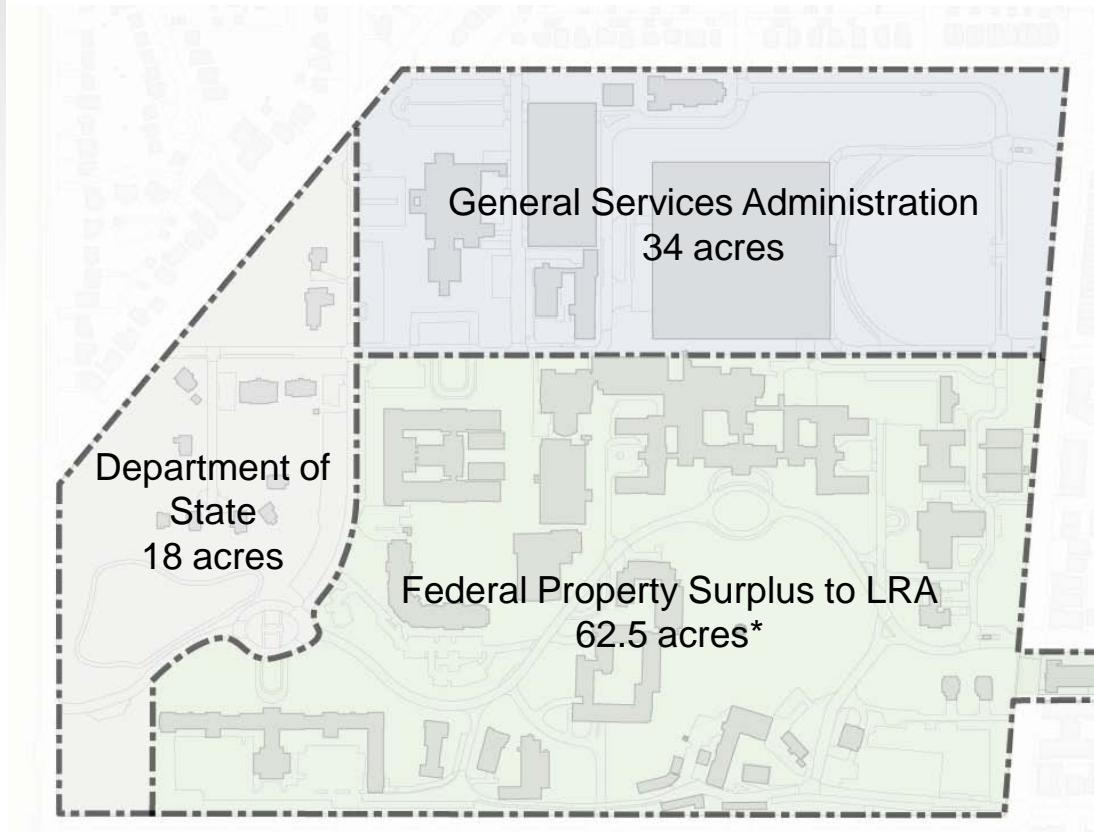 General Services Administration
34 acres
Department of
State
18 acres
Federal Property Surplus to LRA
62.5 acres*